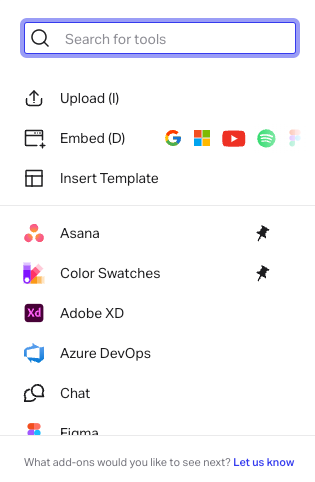 Search for tools
Upload (I)
Embed (D)
Insert Template
Asana
Color Swatches
Xd Adobe XD
Azure DevOps
Chat
Figma
What add-ons would you like to see next? Let us know